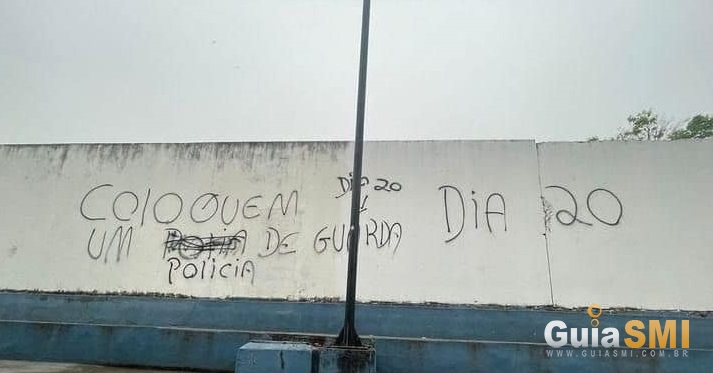 COLOQUEM DIA 20 DIA 20
UM DE GUARDA
POLICIA
GUIASMI
WWW.GUIASMI.COM.BR